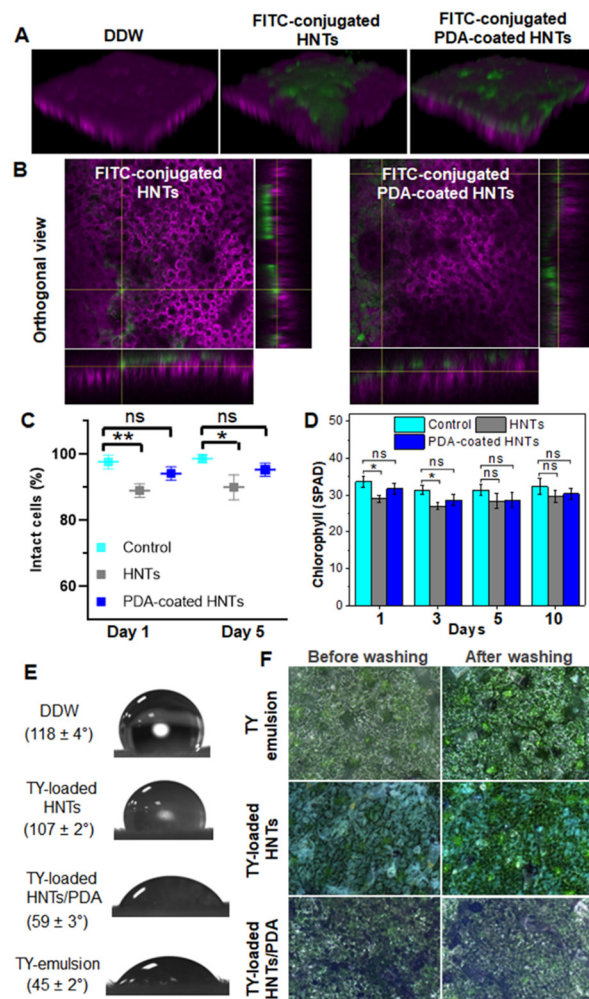 A
DDW
FITC-conjugated
HNTs
FITC-conjugated
PDA-coated HNTs
B
Orthogonal view
FITC-conjugated
HNTs
FITC-conjugated
PDA-coated HNTs
C
Intact cells (%)
100
80
60
ns
**
ns
*
Control
HNTs
PDA-coated HNTs
Day 1
Day 5
D
Chlorophyll (SPAD)
50
40
30
20
10
0
Control
HNTs
PDA-coated HNTs
ns
*
ns
*
ns
ns
ns
ns
1
3
5
10
Days
E
DDW
(118 ± 4°)
TY-loaded
HNTs
(107 ± 2°)
TY-loaded
HNTs/PDA
(59 ± 3°)
TY-emulsion
(45 ± 2°)
F
Before washing
After washing
TY
emulsion
TY-loaded
HNTs
TY-loaded
HNTs/PDA